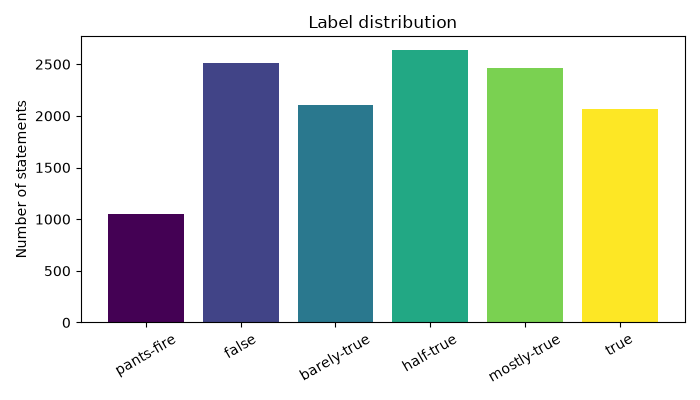 Label distribution
Number of statements
2500
2000
1500
1000
500
0
pants-fire
false
barely-true
half-true
mostly-true
true